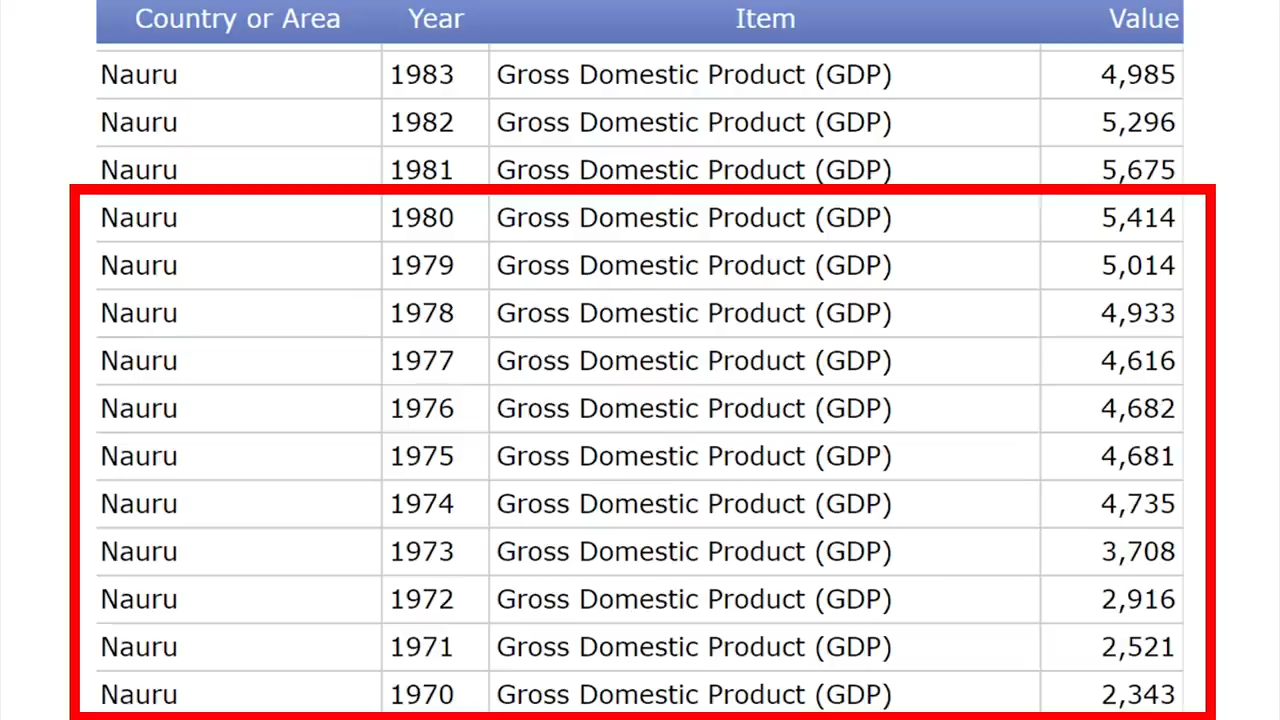 Country or Area Year Item Value
Nauru 1983 Gross Domestic Product (GDP) 4,985
Nauru 1982 Gross Domestic Product (GDP) 5,296
Nauru 1981 Gross Domestic Product (GDP) 5,675
Nauru 1980 Gross Domestic Product (GDP) 5,414
Nauru 1979 Gross Domestic Product (GDP) 5,014
Nauru 1978 Gross Domestic Product (GDP) 4,933
Nauru 1977 Gross Domestic Product (GDP) 4,616
Nauru 1976 Gross Domestic Product (GDP) 4,682
Nauru 1975 Gross Domestic Product (GDP) 4,681
Nauru 1974 Gross Domestic Product (GDP) 4,735
Nauru 1973 Gross Domestic Product (GDP) 3,708
Nauru 1972 Gross Domestic Product (GDP) 2,916
Nauru 1971 Gross Domestic Product (GDP) 2,521
Nauru 1970 Gross Domestic Product (GDP) 2,343